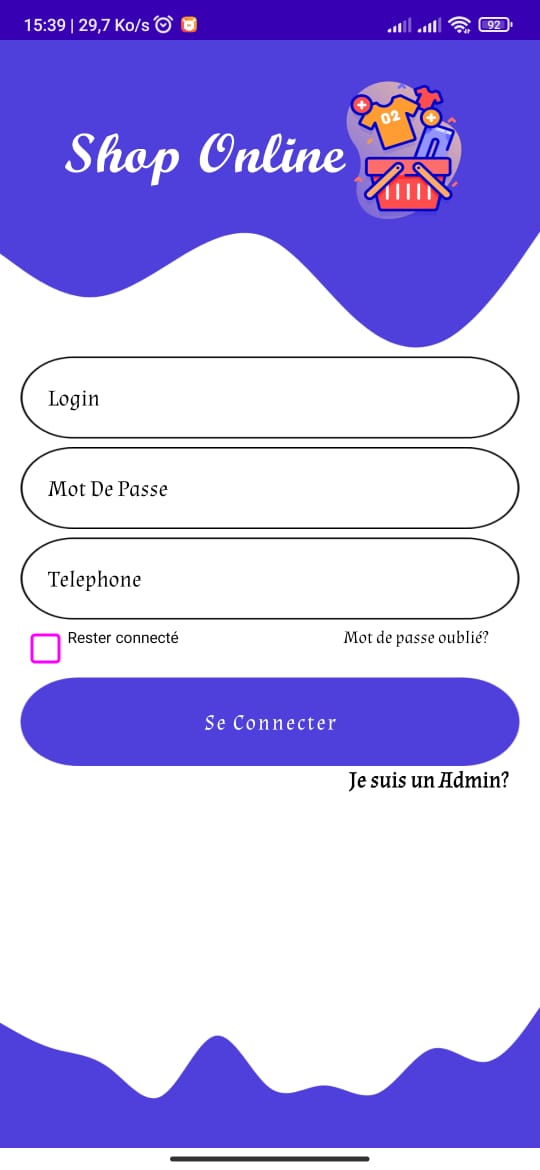 15:39 | 29,7 Ko/s
92
02
Shop Online
Login
Mot De Passe
Telephone
Rester connecté
Mot de passe oublié?
Se Connecter
Je suis un Admin?